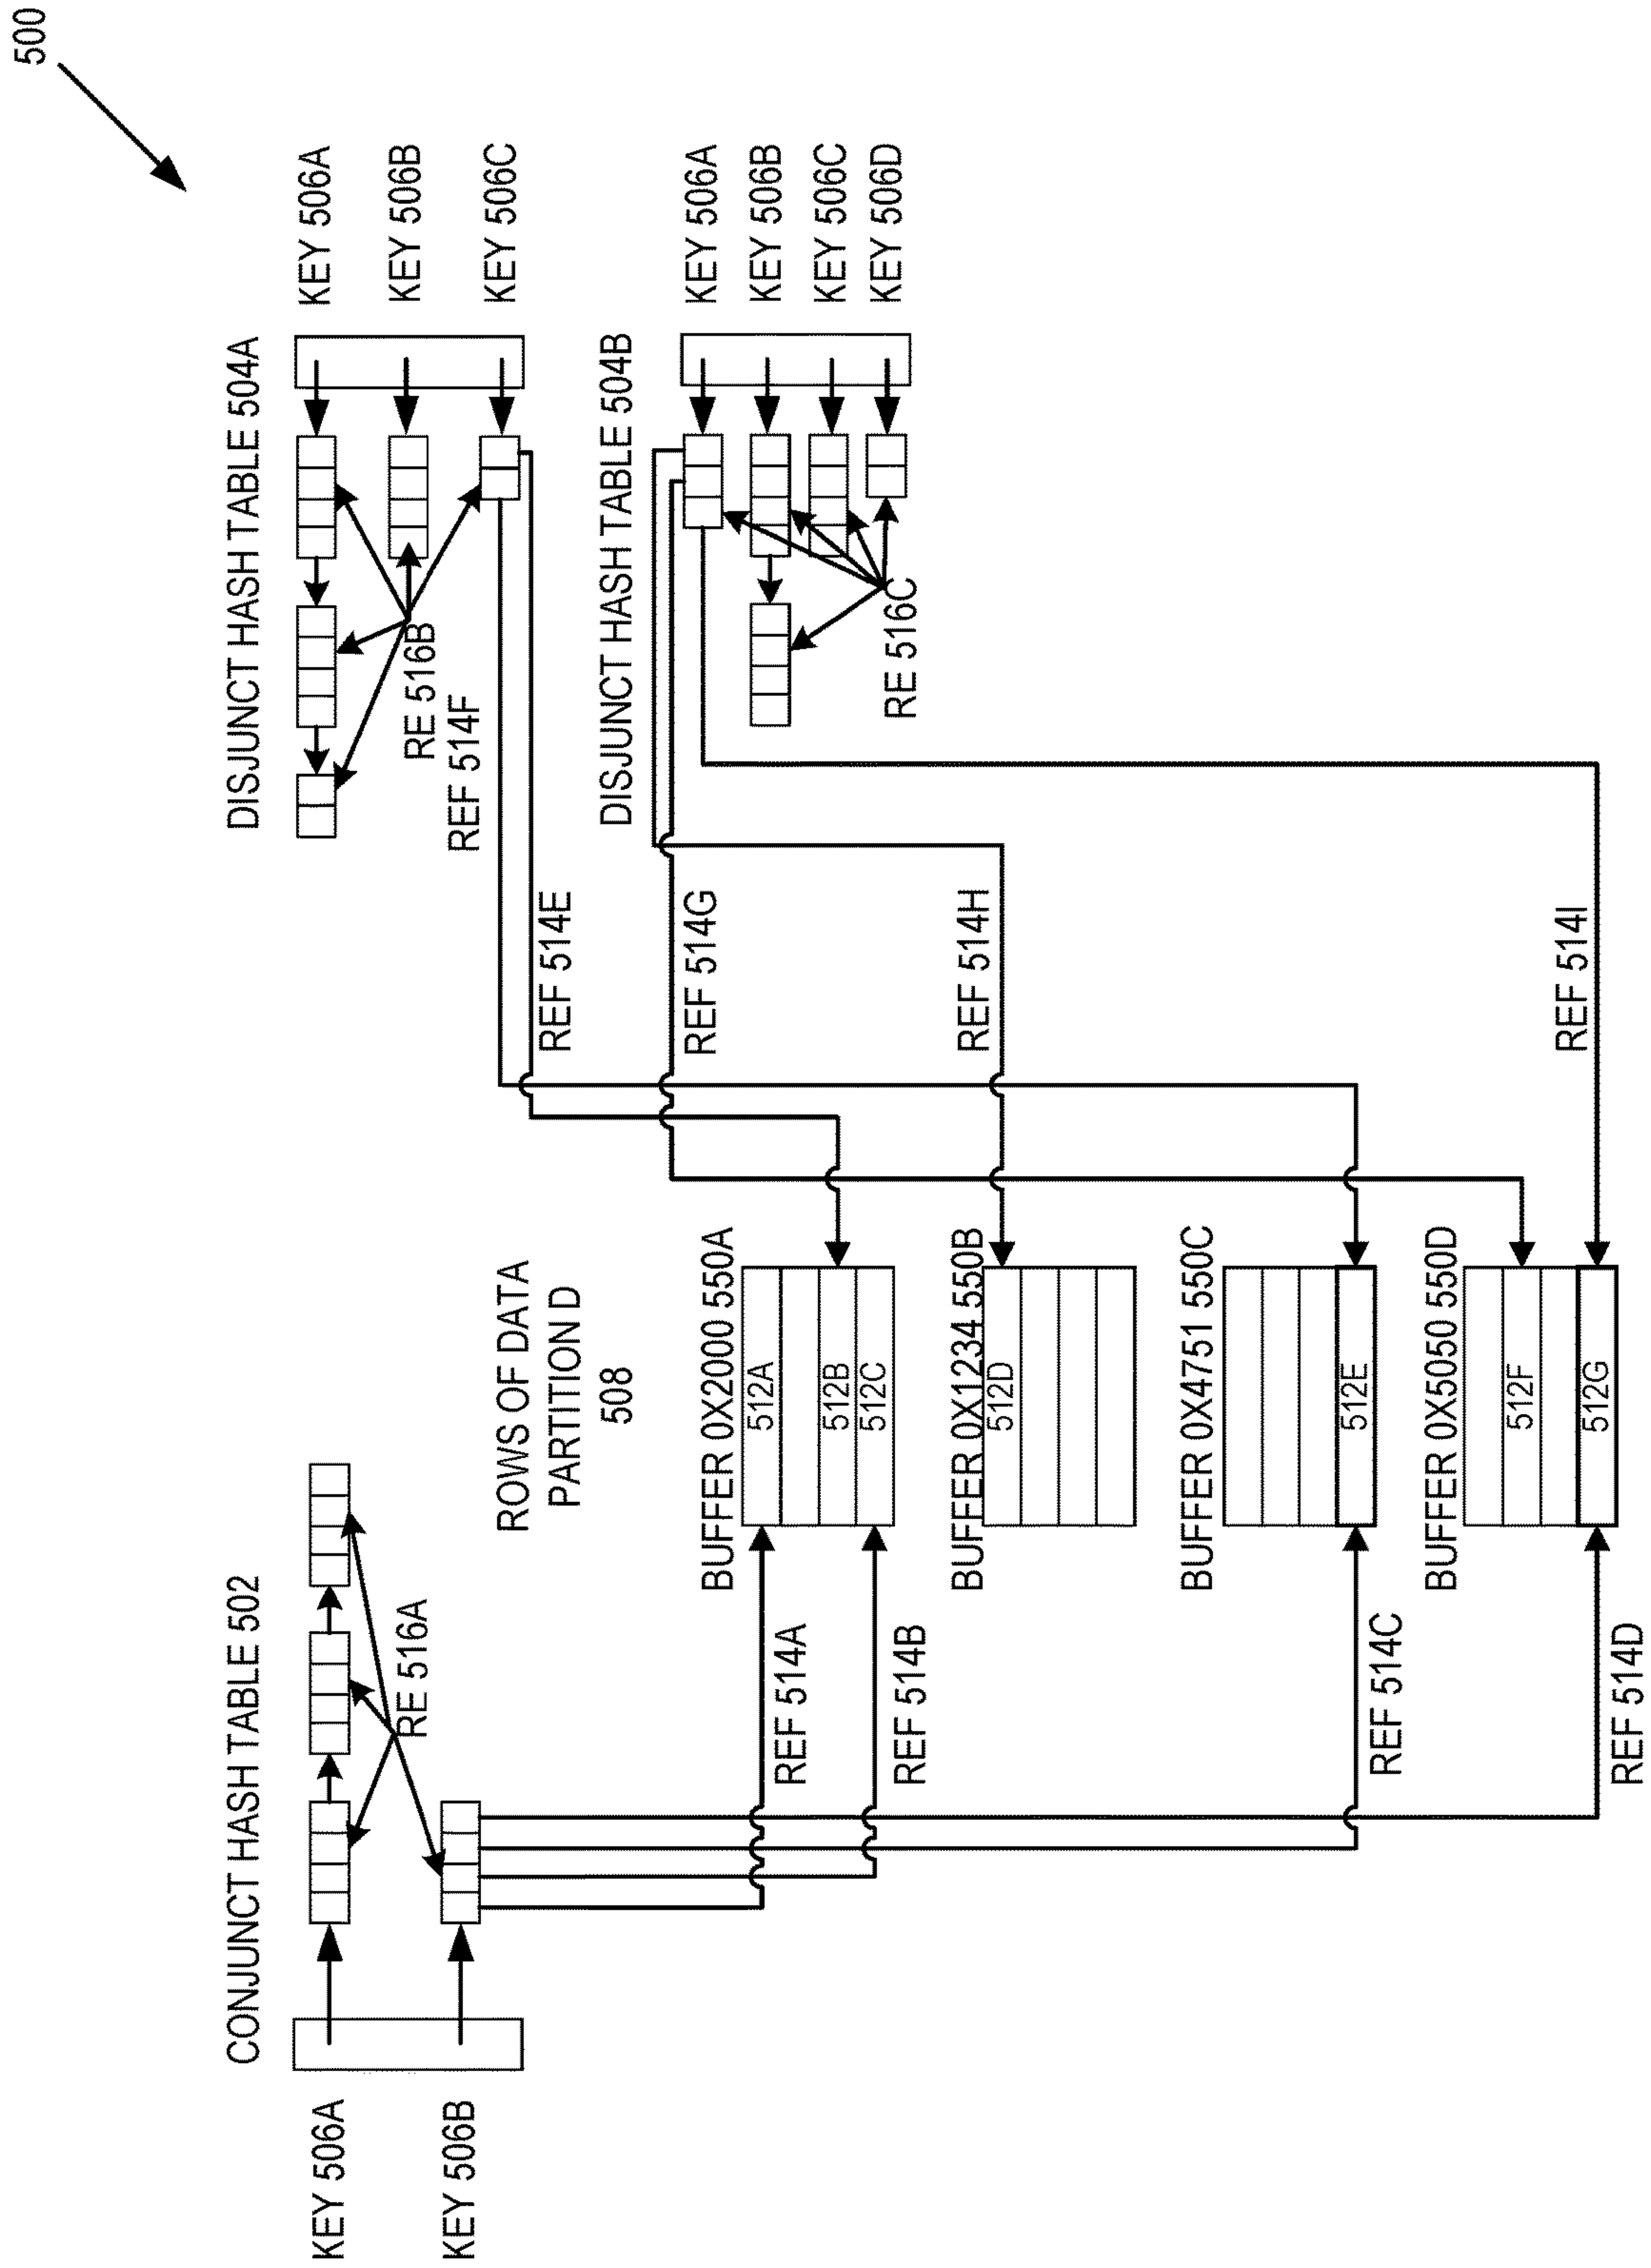 500
CONJUNCT HASH TABLE 502
KEY 506A
KEY 506B
RE 516A
REF 514A
REF 514B
REF 514C
REF 514D
ROWS OF DATA
PARTITION D
508
BUFFER 0X2000 550A
512A
512B
512C
BUFFER 0X1234 550B
512D
BUFFER 0X4751 550C
512E
BUFFER 0X5050 550D
512F
512G
DISJUNCT HASH TABLE 504A
KEY 506A
KEY 506B
KEY 506C
RE 516B
REF 514F
REF 514E
DISJUNCT HASH TABLE 504B
KEY 506A
KEY 506B
KEY 506C
KEY 506D
RE 516C
REF 514G
REF 514H
REF 514I